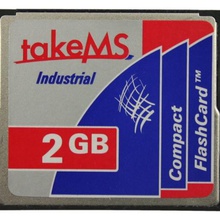 takeMS
Industrial
2 GB
Compact
FlashCard™